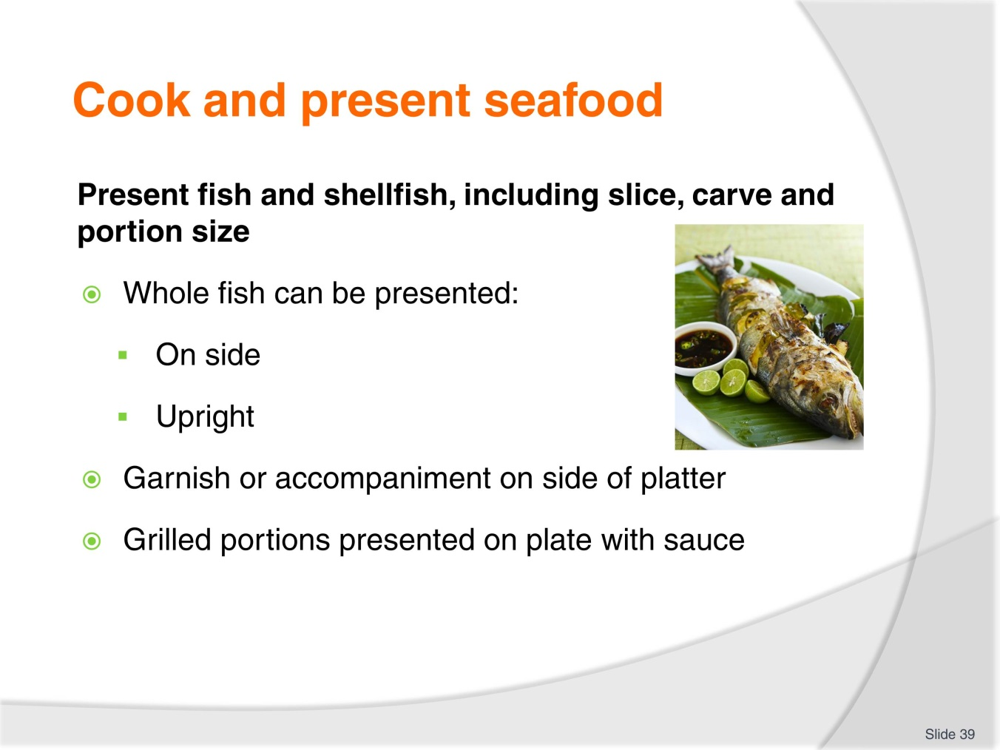 Cook and present seafood
Present fish and shellfish, including slice, carve and
portion size
Whole fish can be presented:
On side
Upright
Garnish or accompaniment on side of platter
Grilled portions presented on plate with sauce
Slide 39